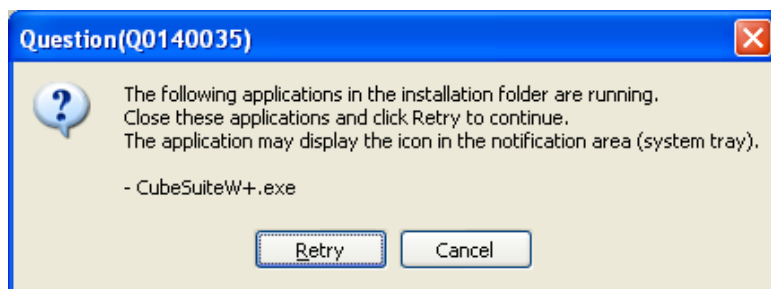 Question(Q0140035)
The following applications in the installation folder are running.
Close these applications and click Retry to continue.
The application may display the icon in the notification area (system tray).
- CubeSuiteW+.exe
Retry
Cancel